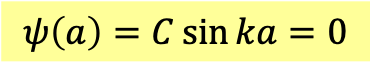 ψ(a) = C sin ka = 0